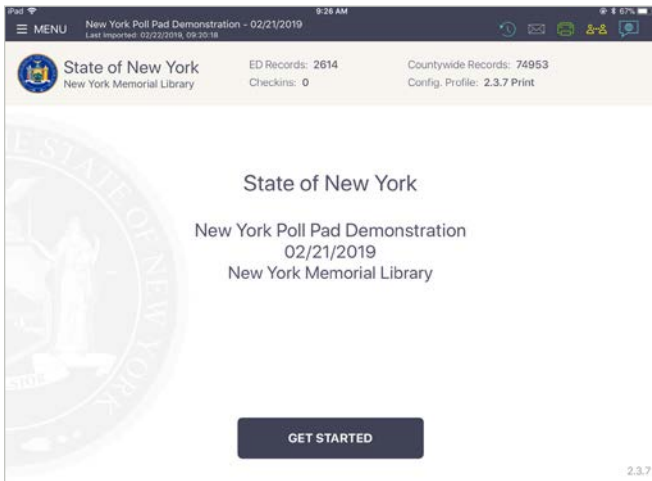 iPad 9:26 AM 67%
MENU New York Poll Pad Demonstration - 02/21/2019
Last Imported: 02/22/2019, 09:20:18
State of New York ED Records: 2614 Countywide Records: 74953
New York Memorial Library Checkins: 0 Config. Profile: 2.3.7 Print
State of New York
New York Poll Pad Demonstration
02/21/2019
New York Memorial Library
GET STARTED
2.3.7